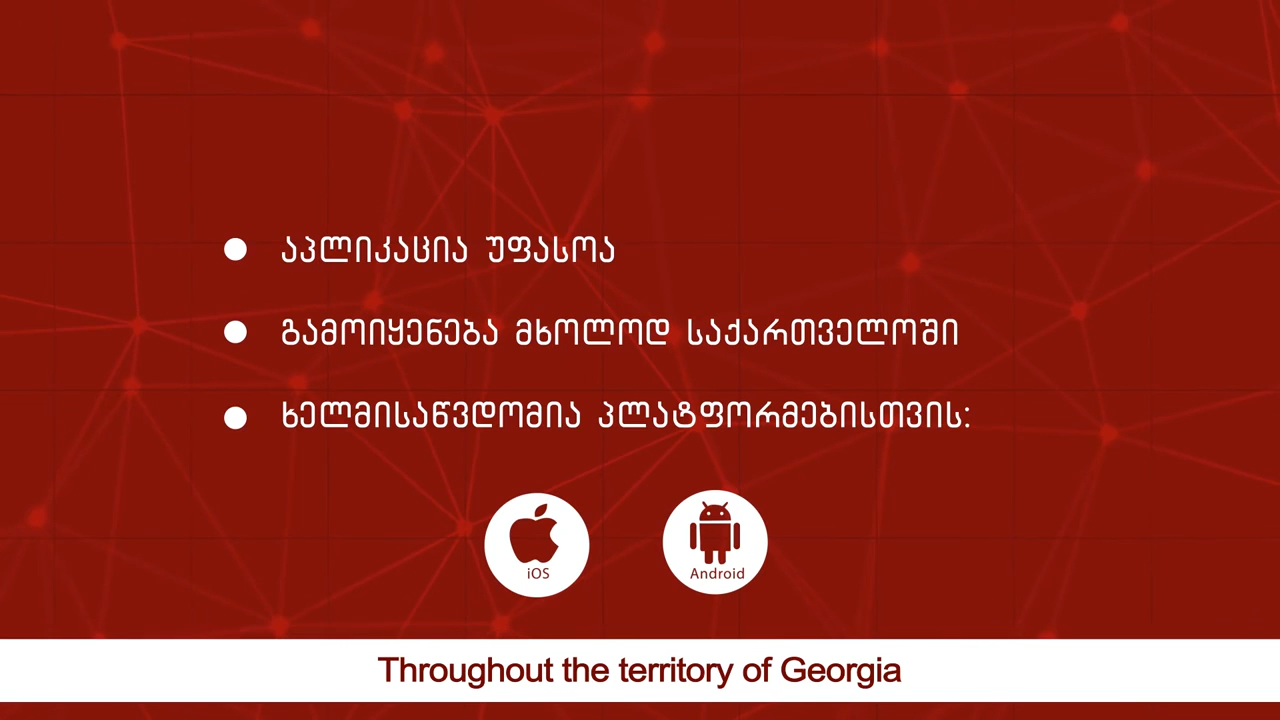 აპლიკაცია უფასოა
გამოიყენება მხოლოდ საქართველოში
ხელმისაწვდომია პლატფორმებისთვის:
iOS
Android
Throughout the territory of Georgia